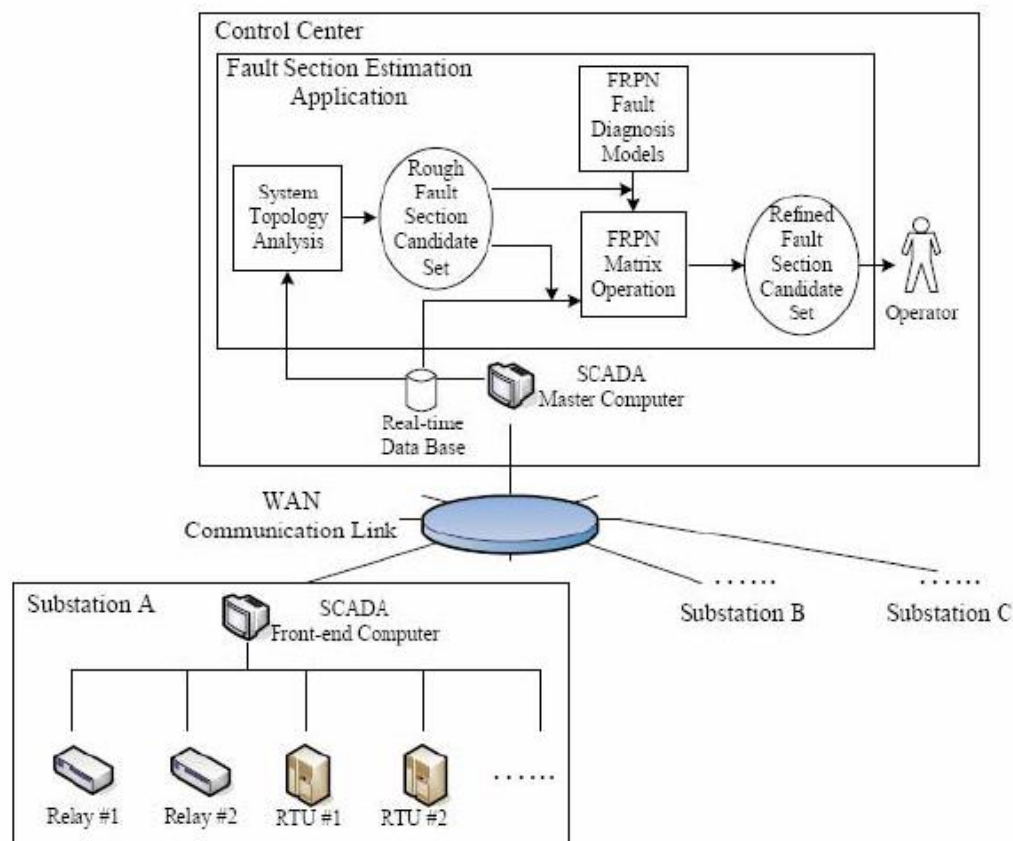 Control Center
Fault Section Estimation
Application
FRPN
Fault
Diagnosis
Models
System
Topology
Analysis
Rough
Fault
Section
Candidate
Set
FRPN
Matrix
Operation
Refined
Fault
Section
Candidate
Set
Operator
SCADA
Master Computer
Real-time
Data Base
WAN
Communication Link
Substation A
SCADA
Front-end Computer
Substation B
Substation C
Relay #1
Relay #2
RTU #1
RTU #2
......
......
......